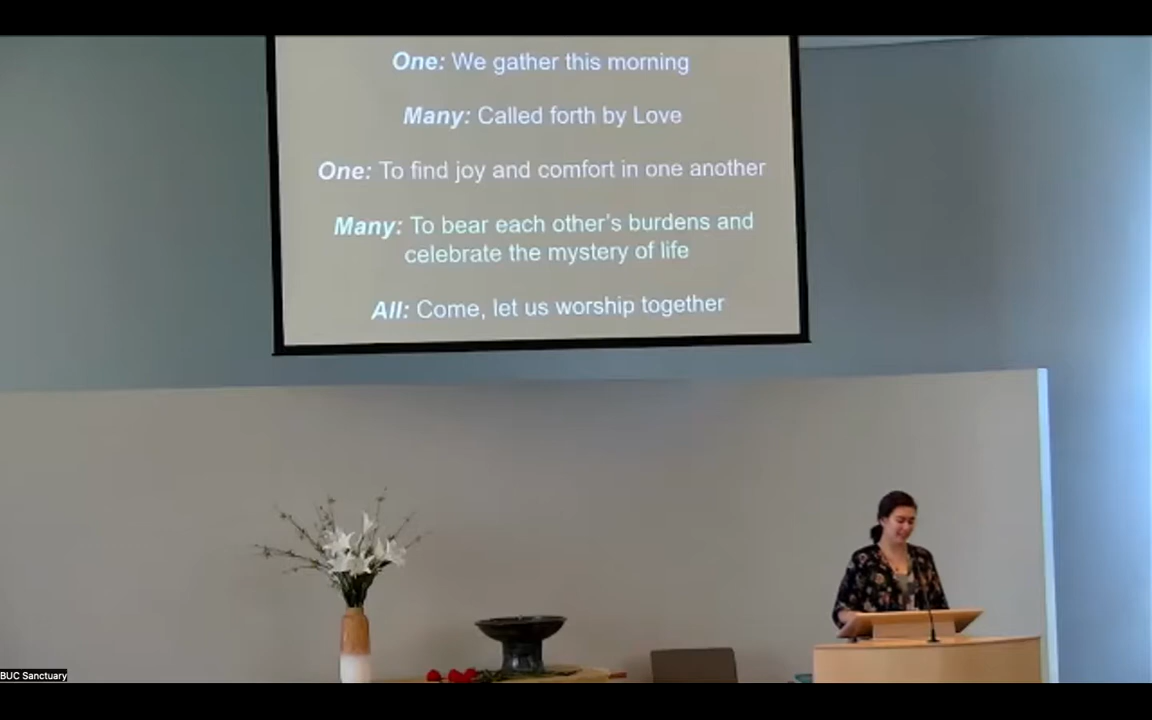 One: We gather this morning
Many: Called forth by Love
One: To find joy and comfort in one another
Many: To bear each other's burdens and
celebrate the mystery of life
All: Come, let us worship together
BUC Sanctuary